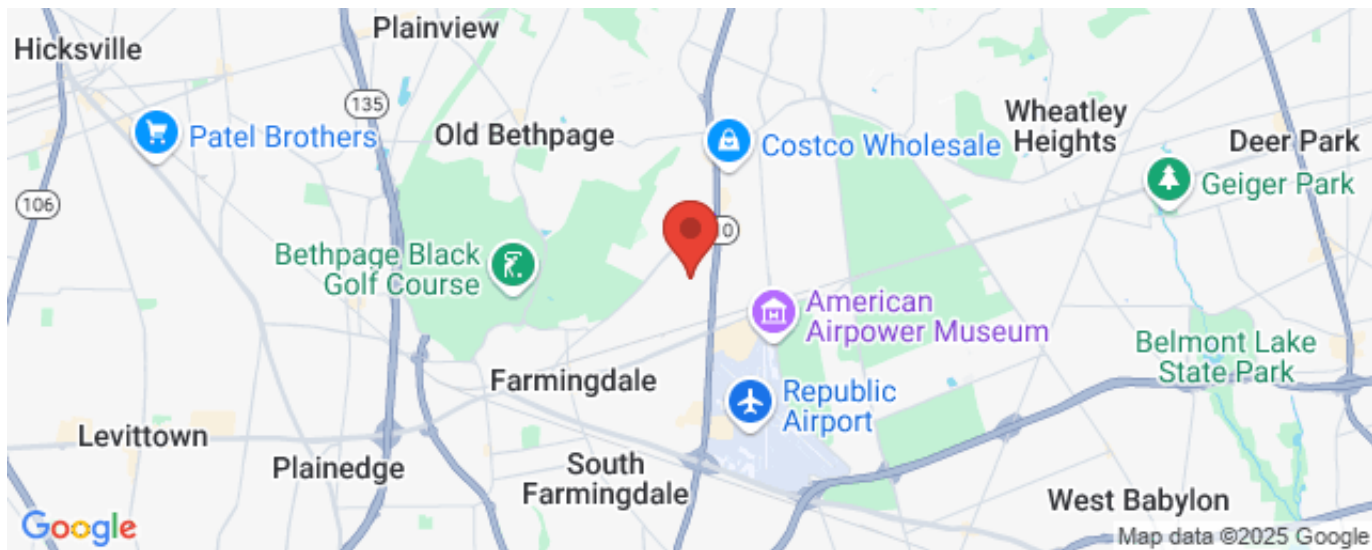 Plainview
Hicksville
135
Patel Brothers
Old Bethpage
Costco Wholesale
Wheatley
Heights
Deer Park
Geiger Park
106
Bethpage Black
Golf Course
American
Airpower Museum
Belmont Lake
State Park
Farmingdale
Republic
Airport
Levittown
Plainedge
South
Farmingdale
West Babylon
Google
Map data ©2025 Google